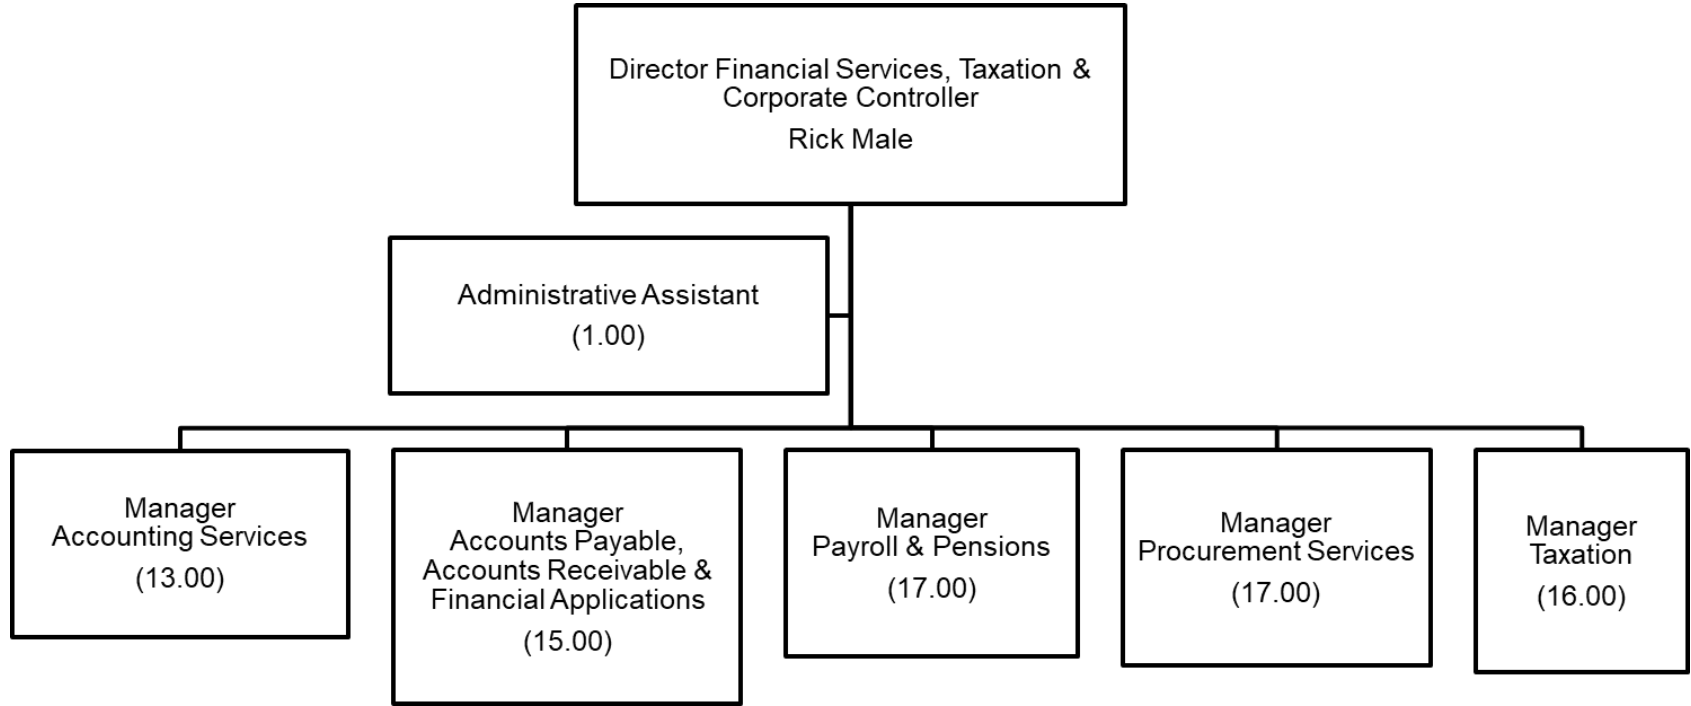 Director Financial Services, Taxation &
Corporate Controller
Rick Male
Administrative Assistant
(1.00)
Manager
Accounting Services
(13.00)
Manager
Accounts Payable,
Accounts Receivable &
Financial Applications
(15.00)
Manager
Payroll & Pensions
(17.00)
Manager
Procurement Services
(17.00)
Manager
Taxation
(16.00)